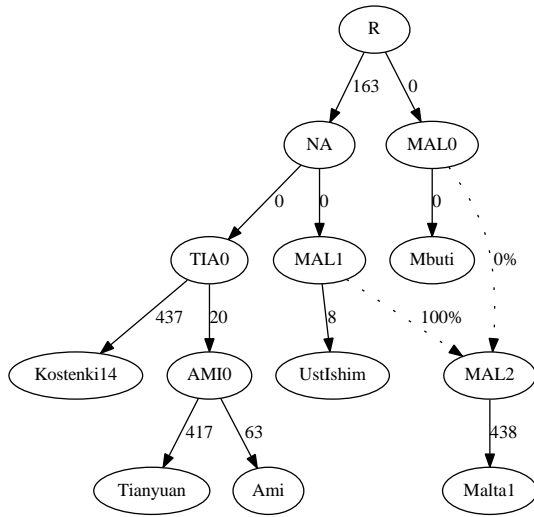 R
163
0
NA
MAL0
0
0
0
TIA0
MAL1
Mbuti
0%
437
20
8
100%
Kostenki14
AMI0
UstIshim
MAL2
417
63
438
Tianyuan
Ami
Malta1